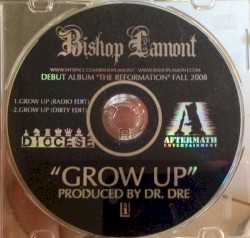 Bishop Lamont
WWW.MYSPACE.COM/BISHOPLAMONT WWW.BISHOPLAMONT.COM
DEBUT ALBUM "THE REFORMATION" FALL 2008
1.GROW UP (RADIO EDIT)
2.GROW UP (DIRTY EDIT)
DIOCESE
A
AFTERMATH
ENTERTAINMENT
"GROW UP"
PRODUCED BY DR. DRE
i